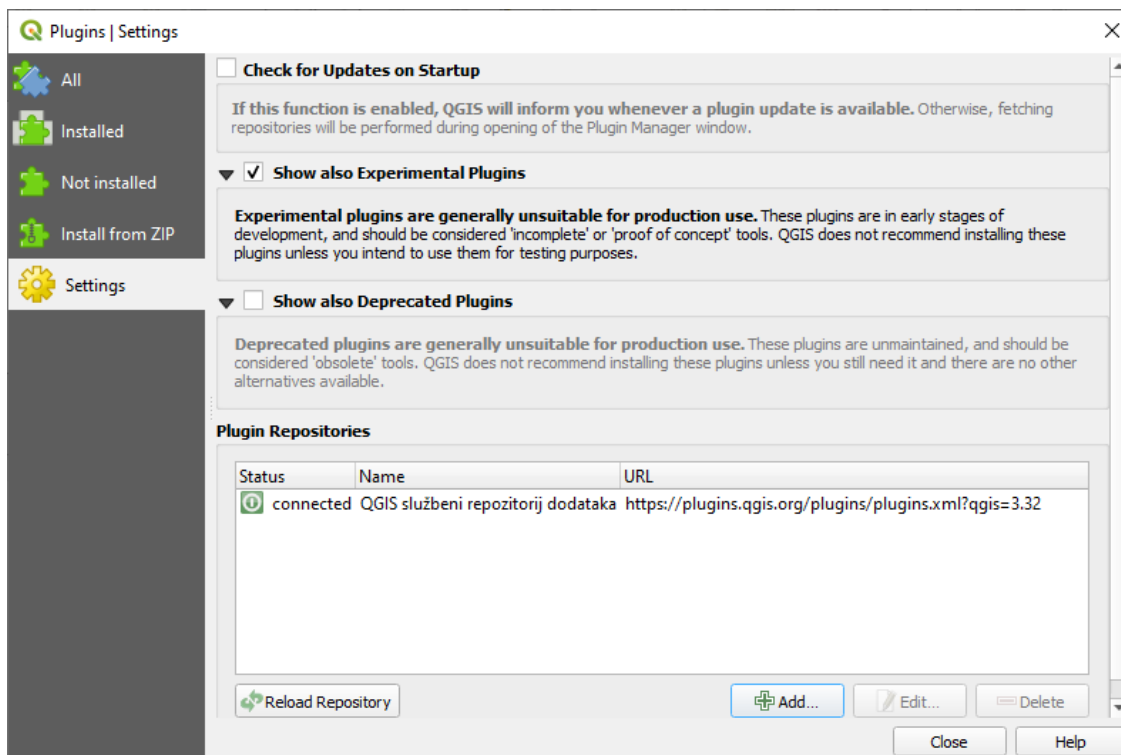 Plugins | Settings
All
Installed
Not installed
Install from ZIP
Settings
Check for Updates on Startup
If this function is enabled, QGIS will inform you whenever a plugin update is available. Otherwise, fetching
repositories will be performed during opening of the Plugin Manager window.
Show also Experimental Plugins
Experimental plugins are generally unsuitable for production use. These plugins are in early stages of
development, and should be considered 'incomplete' or 'proof of concept' tools. QGIS does not recommend installing these
plugins unless you intend to use them for testing purposes.
Show also Deprecated Plugins
Deprecated plugins are generally unsuitable for production use. These plugins are unmaintained, and should be
considered 'obsolete' tools. QGIS does not recommend installing these plugins unless you still need it and there are no other
alternatives available.
Plugin Repositories
Status Name URL
connected QGIS službeni repozitorij dodataka https://plugins.qgis.org/plugins/plugins.xml?qgis=3.32
Reload Repository Add... Edit... Delete
Close Help